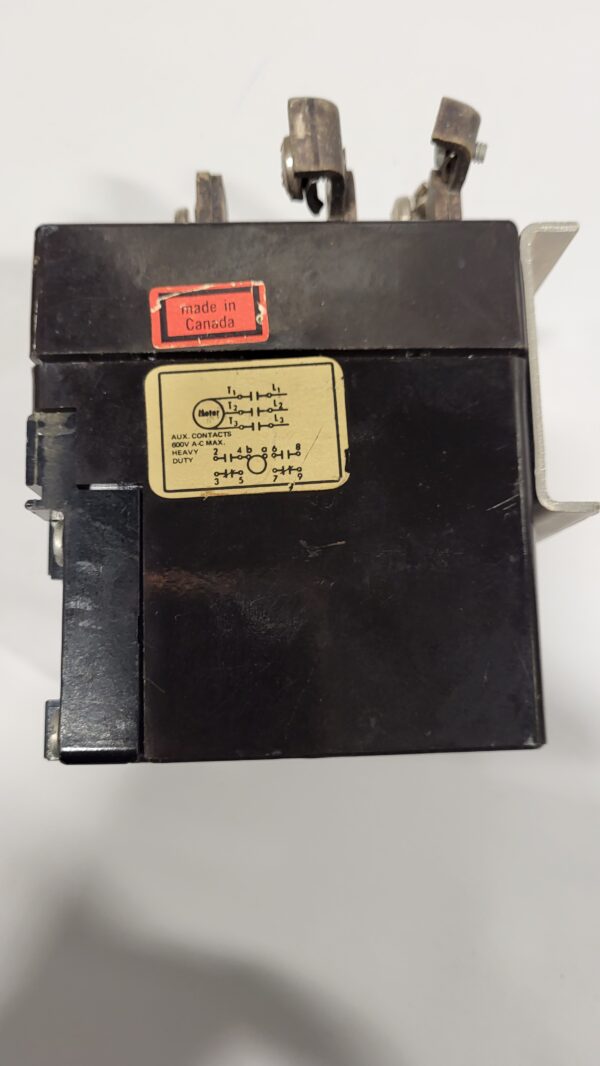 made in
Canada
T1 L1
Motor T2 L2
T3 L3
AUX. CONTACTS
600V A-C MAX.
HEAVY
DUTY
2 4 b o 6 8
3 5 7 9